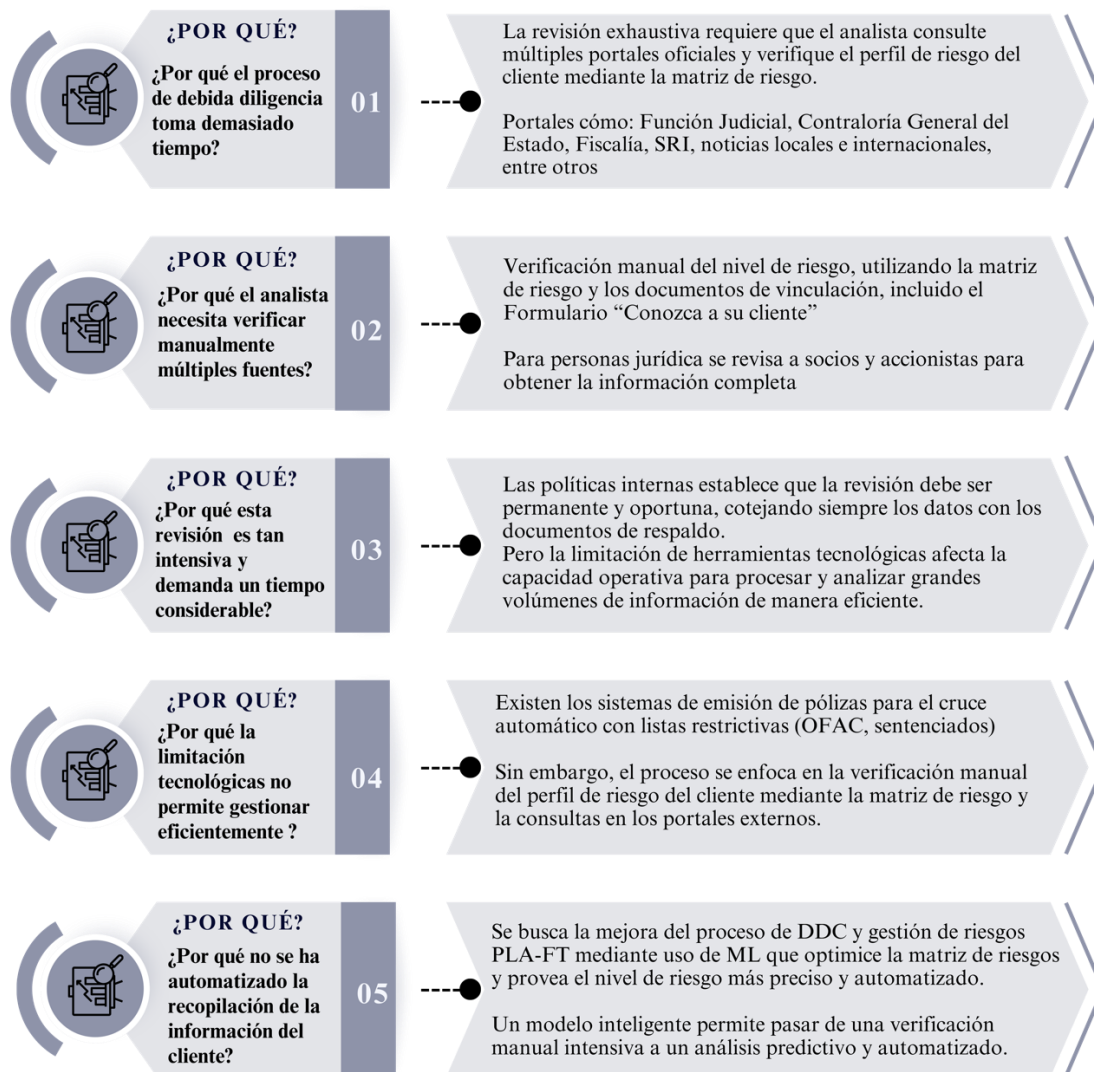 ¿POR QUÉ?
¿Por qué el proceso
de debida diligencia
toma demasiado
tiempo?
01
La revisión exhaustiva requiere que el analista consulte
múltiples portales oficiales y verifique el perfil de riesgo del
cliente mediante la matriz de riesgo.
Portales cómo: Función Judicial, Contraloría General del
Estado, Fiscalía, SRI, noticias locales e internacionales,
entre otros
¿POR QUÉ?
¿Por qué el analista
necesita verificar
manualmente
múltiples fuentes?
02
Verificación manual del nivel de riesgo, utilizando la matriz
de riesgo y los documentos de vinculación, incluido el
Formulario “Conozca a su cliente”
Para personas jurídica se revisa a socios y accionistas para
obtener la información completa
¿POR QUÉ?
¿Por qué esta
revisión es tan
intensiva y
demanda un tiempo
considerable?
03
Las políticas internas establece que la revisión debe ser
permanente y oportuna, cotejando siempre los datos con los
documentos de respaldo.
Pero la limitación de herramientas tecnológicas afecta la
capacidad operativa para procesar y analizar grandes
volúmenes de información de manera eficiente.
¿POR QUÉ?
¿Por qué la
limitación
tecnológicas no
permite gestionar
eficientemente ?
04
Existen los sistemas de emisión de pólizas para el cruce
automático con listas restrictivas (OFAC, sentenciados)
Sin embargo, el proceso se enfoca en la verificación manual
del perfil de riesgo del cliente mediante la matriz de riesgo y
la consultas en los portales externos.
¿POR QUÉ?
¿Por qué no se ha
automatizado la
recopilación de la
información del
cliente?
05
Se busca la mejora del proceso de DDC y gestión de riesgos
PLA-FT mediante uso de ML que optimice la matriz de riesgos
y provea el nivel de riesgo más preciso y automatizado.
Un modelo inteligente permite pasar de una verificación
manual intensiva a un análisis predictivo y automatizado.